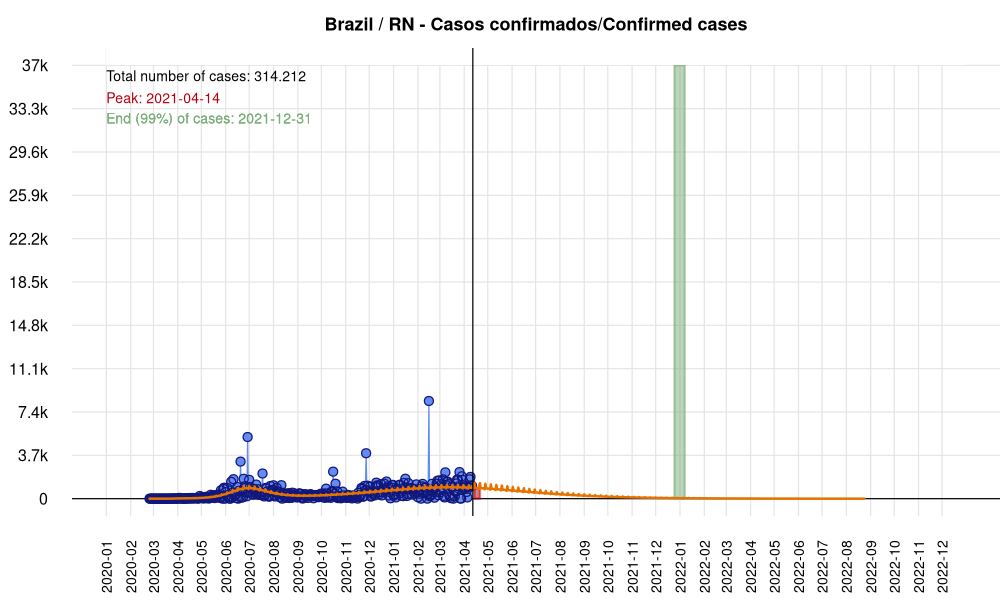 Brazil / RN - Casos confirmados/Confirmed cases
Total number of cases: 314.212
Peak: 2021-04-14
End (99%) of cases: 2021-12-31
37k
33.3k
29.6k
25.9k
22.2k
18.5k
14.8k
11.1k
7.4k
3.7k
0
2020-01
2020-02
2020-03
2020-04
2020-05
2020-06
2020-07
2020-08
2020-09
2020-10
2020-11
2020-12
2021-01
2021-02
2021-03
2021-04
2021-05
2021-06
2021-07
2021-08
2021-09
2021-10
2021-11
2021-12
2022-01
2022-02
2022-03
2022-04
2022-05
2022-06
2022-07
2022-08
2022-09
2022-10
2022-11
2022-12